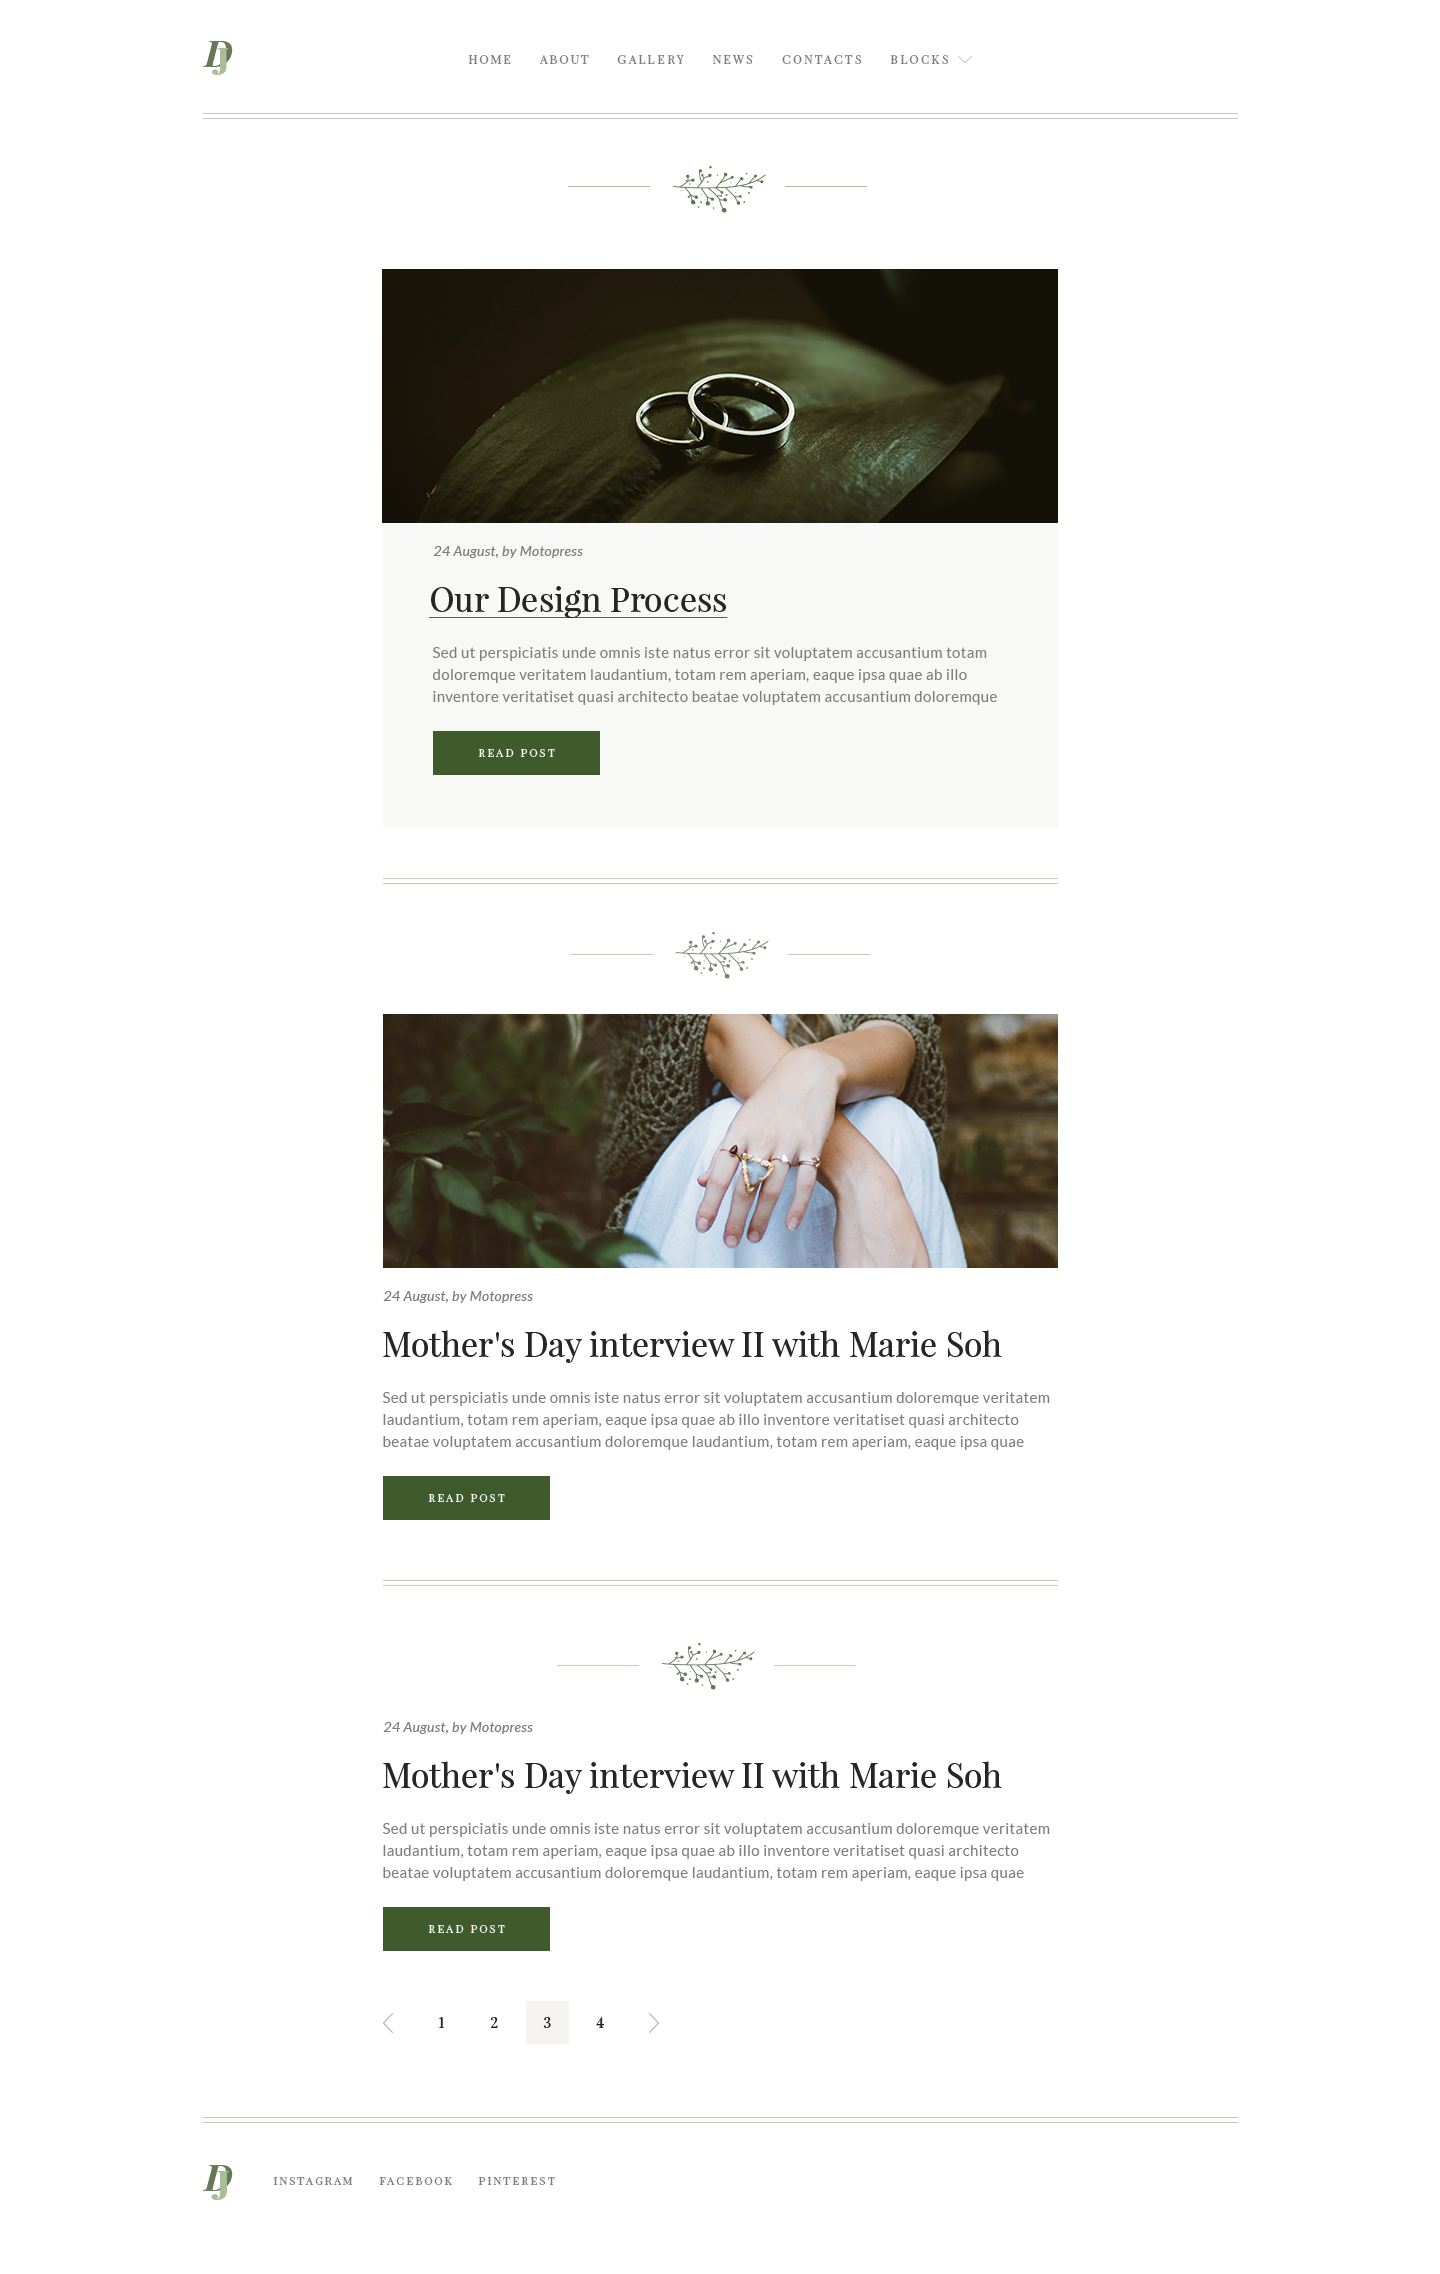 DJ
HOME ABOUT GALLERY NEWS CONTACTS BLOCKS
24 August, by Motopress
Our Design Process
Sed ut perspiciatis unde omnis iste natus error sit voluptatem accusantium totam
doloremque veritatem laudantium, totam rem aperiam, eaque ipsa quae ab illo
inventore veritatiset quasi architecto beatae voluptatem accusantium doloremque
READ POST
24 August, by Motopress
Mother's Day interview II with Marie Soh
Sed ut perspiciatis unde omnis iste natus error sit voluptatem accusantium doloremque veritatem
laudantium, totam rem aperiam, eaque ipsa quae ab illo inventore veritatiset quasi architecto
beatae voluptatem accusantium doloremque laudantium, totam rem aperiam, eaque ipsa quae
READ POST
24 August, by Motopress
Mother's Day interview II with Marie Soh
Sed ut perspiciatis unde omnis iste natus error sit voluptatem accusantium doloremque veritatem
laudantium, totam rem aperiam, eaque ipsa quae ab illo inventore veritatiset quasi architecto
beatae voluptatem accusantium doloremque laudantium, totam rem aperiam, eaque ipsa quae
READ POST
1 2 3 4
DJ INSTAGRAM FACEBOOK PINTEREST